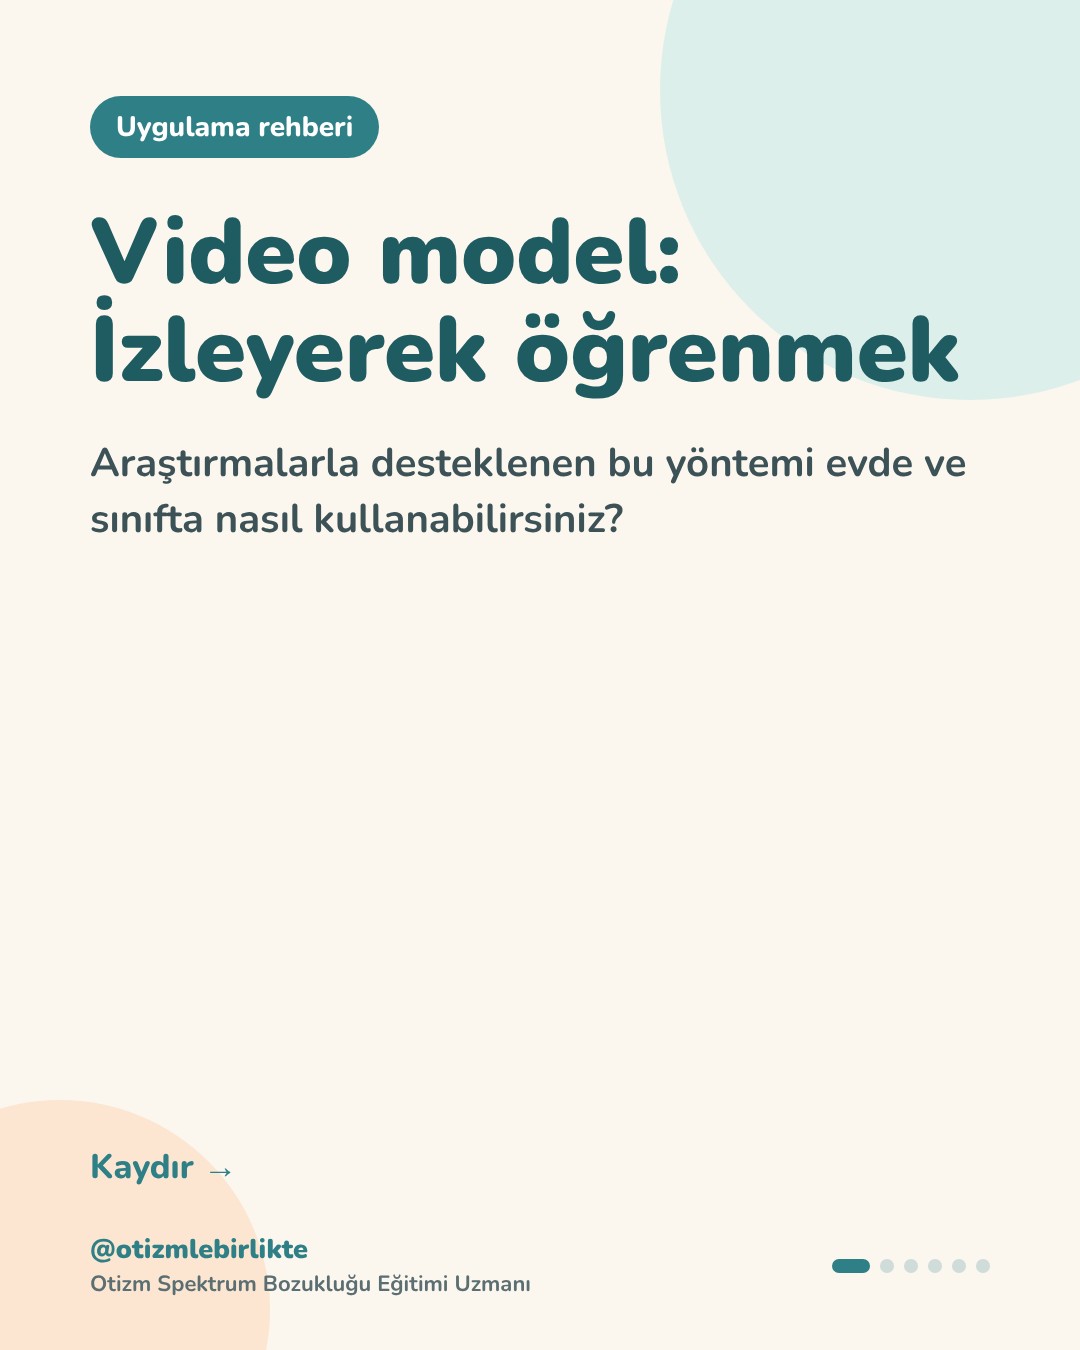 Uygulama rehberi
Video model:
İzleyerek öğrenmek
Araştırmalarla desteklenen bu yöntemi evde ve
sınıfta nasıl kullanabilirsiniz?
Kaydır →
@otizmlebirlikte
Otizm Spektrum Bozukluğu Eğitimi Uzmanı